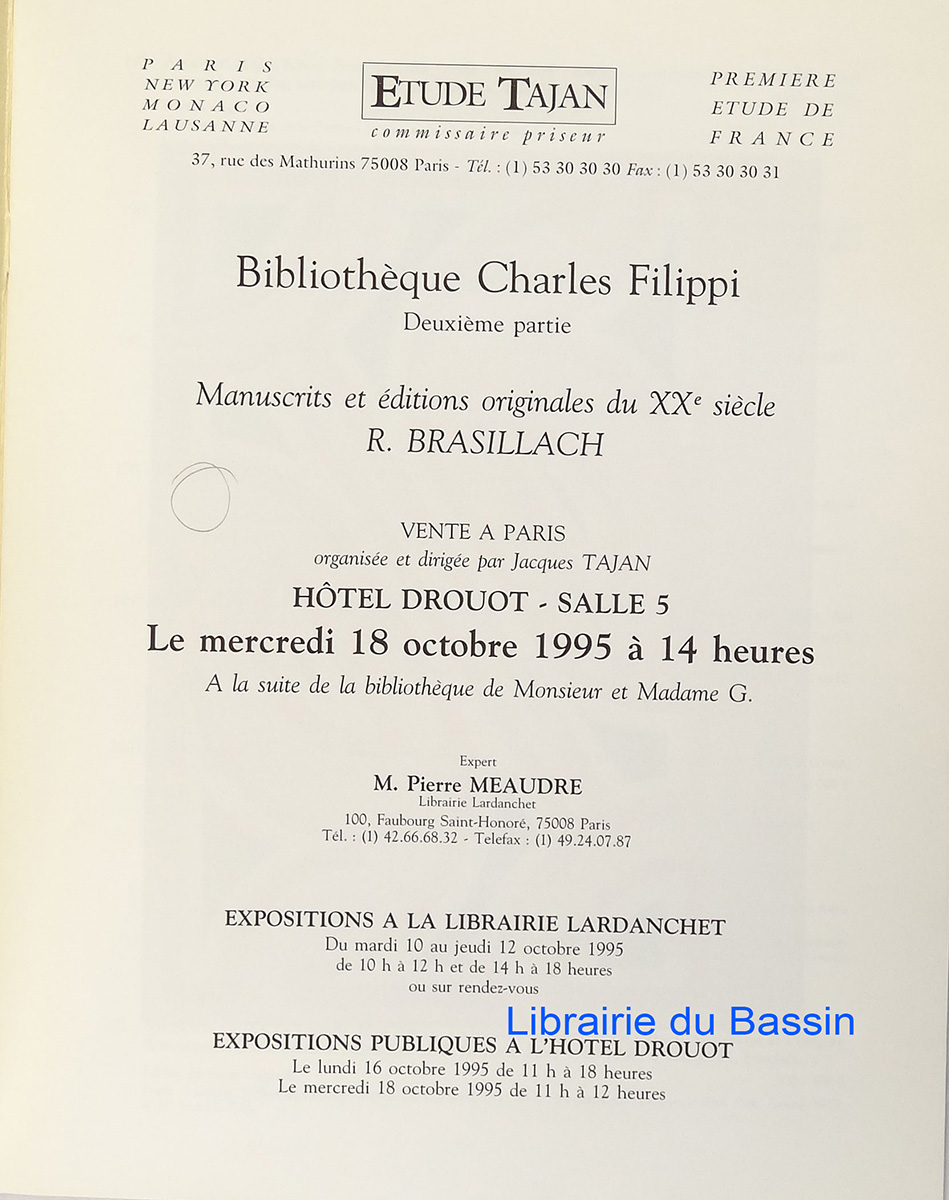 PARIS
NEW YORK
MONACO
LAUSANNE
ETUDE TAJAN
commissaire priseur
PREMIERE
ETUDE DE
FRANCE
37, rue des Mathurins 75008 Paris - Tél. : (1) 53 30 30 30 Fax : (1) 53 30 30 31
Bibliothèque Charles Filippi
Deuxième partie
Manuscrits et éditions originales du XXe siècle
R. BRASILLACH
VENTE A PARIS
organisée et dirigée par Jacques TAJAN
HÔTEL DROUOT - SALLE 5
Le mercredi 18 octobre 1995 à 14 heures
A la suite de la bibliothèque de Monsieur et Madame G.
Expert
M. Pierre MEAUDRE
Librairie Lardanchet
100, Faubourg Saint-Honoré, 75008 Paris
Tél. : (1) 42.66.68.32 - Telefax : (1) 49.24.07.87
EXPOSITIONS A LA LIBRAIRIE LARDANCHET
Du mardi 10 au jeudi 12 octobre 1995
de 10 h à 12 h et de 14 h à 18 heures
ou sur rendez-vous
Librairie du Bassin
EXPOSITIONS PUBLIQUES A L'HOTEL DROUOT
Le lundi 16 octobre 1995 de 11 h à 18 heures
Le mercredi 18 octobre 1995 de 11 h à 12 heures